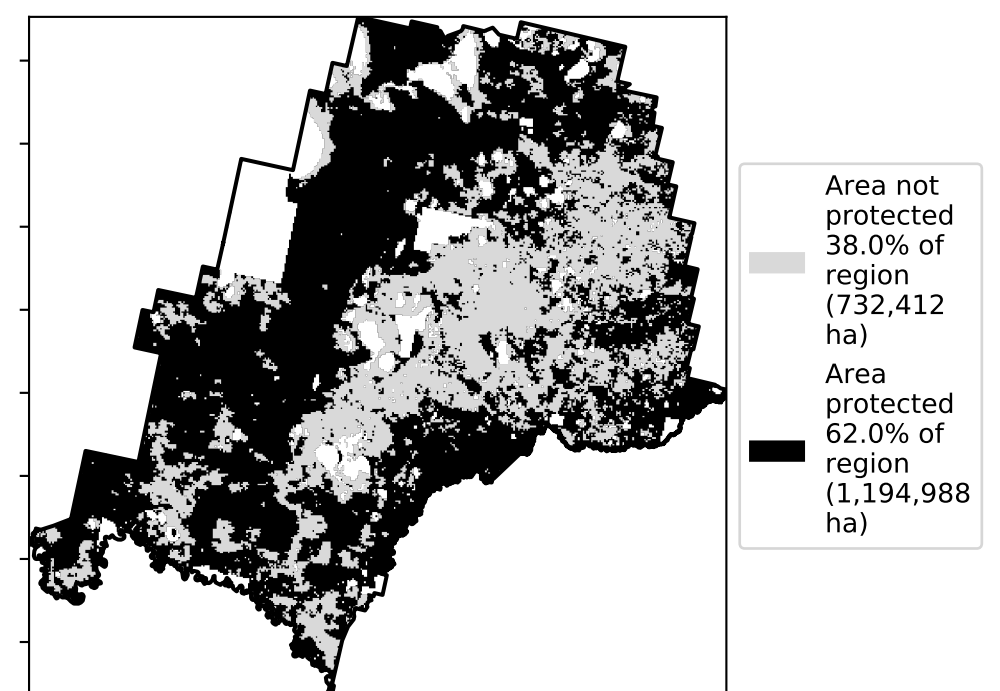 Area not
protected
38.0% of
region
(732,412
ha)
Area
protected
62.0% of
region
(1,194,988
ha)